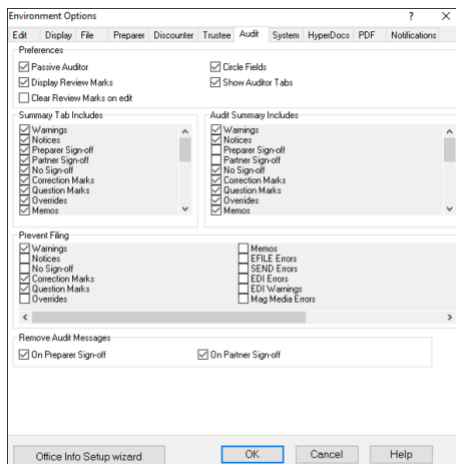 Environment Options
? ×
Edit Display File Preparer Discounter Trustee Audit System HyperDocs PDF Notifications
Preferences
Passive Auditor Circle Fields
Display Review Marks Show Auditor Tabs
Clear Review Marks on edit
Summary Tab Includes Audit Summary Includes
Warnings Warnings
Notices Notices
Preparer Sign-off Preparer Sign-off
Partner Sign-off Partner Sign-off
No Sign-off No Sign-off
Correction Marks Correction Marks
Question Marks Question Marks
Overrides Overrides
Memos Memos
Prevent Filing
Warnings Memos
Notices EFILE Errors
No Sign-off SEND Errors
Correction Marks EDI Errors
Question Marks EDI Warnings
Overrides Mag Media Errors
Remove Audit Messages
On Preparer Sign-off On Partner Sign-off
Office Info Setup wizard OK Cancel Help